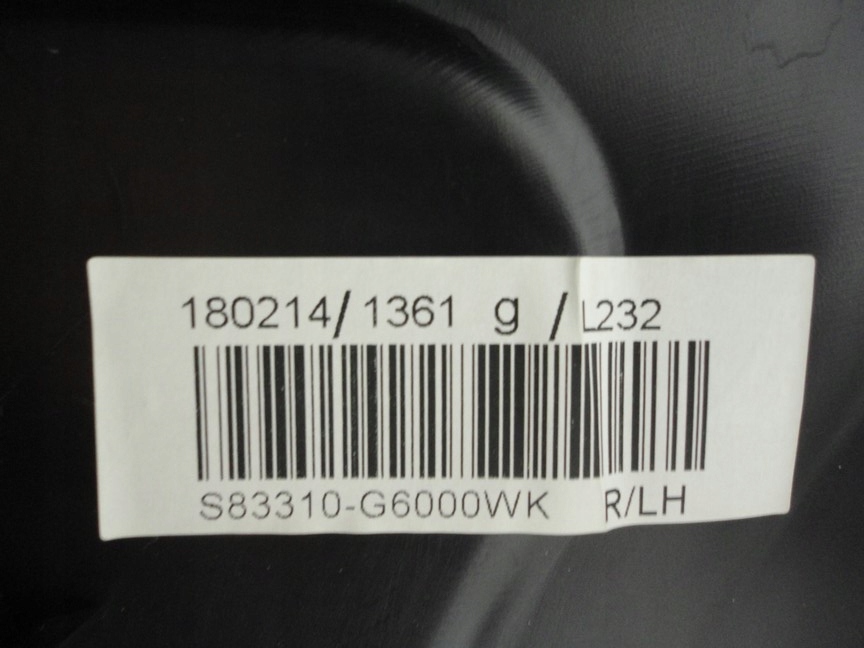 180214/ 1361 g / L232
S83310-G6000WK R/LH